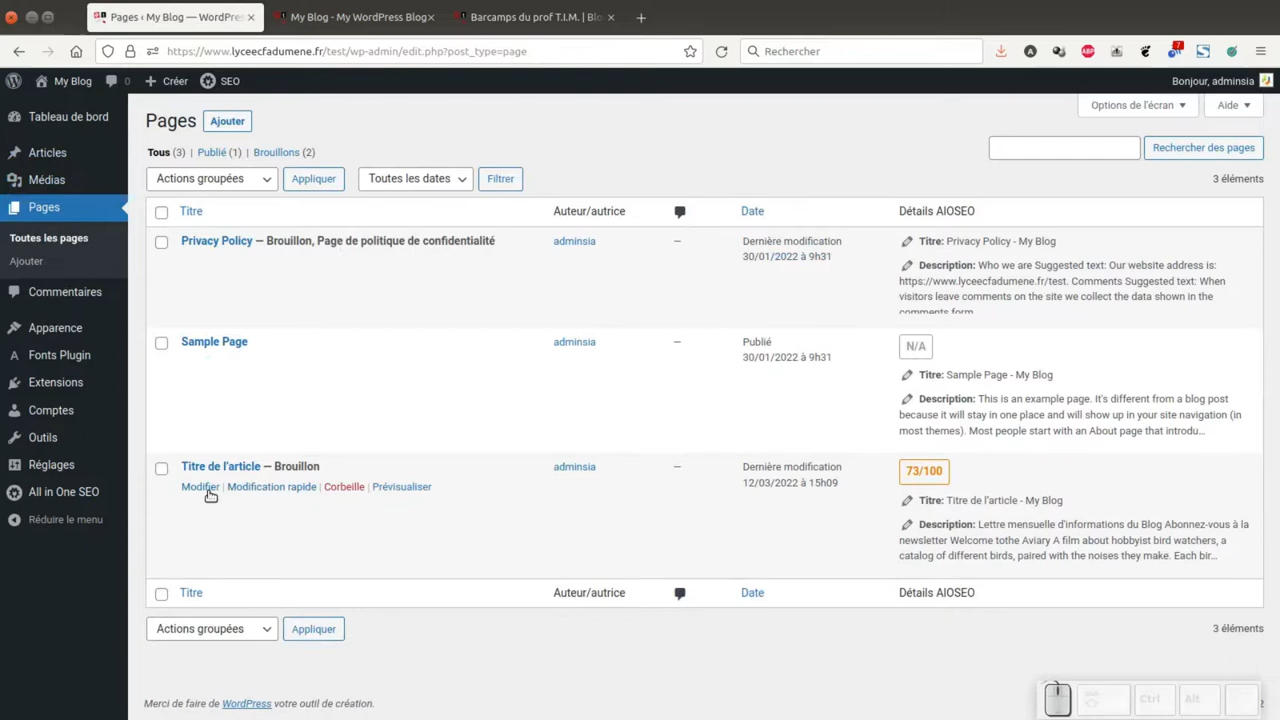 Pages ‹ My Blog — WordPre
My Blog - My WordPress Blog
Barcamps du prof T.I.M. | Blo
https://www.lyceecfadumene.fr/test/wp-admin/edit.php?post_type=page
Rechercher
My Blog
0
Créer
SEO
Bonjour, adminsia
Tableau de bord
Articles
Médias
Pages
Toutes les pages
Ajouter
Commentaires
Apparence
Fonts Plugin
Extensions
Comptes
Outils
Réglages
All in One SEO
Réduire le menu
Options de l'écran
Aide
Pages
Ajouter
Tous (3) | Publié (1) | Brouillons (2)
Rechercher des pages
Actions groupées
Appliquer
Toutes les dates
Filtrer
3 éléments
Titre
Auteur/autrice
Date
Détails AIOSEO
Privacy Policy — Brouillon, Page de politique de confidentialité
adminsia
—
Dernière modification
30/01/2022 à 9h31
Titre: Privacy Policy - My Blog
Description: Who we are Suggested text: Our website address is:
https://www.lyceecfadumene.fr/test. Comments Suggested text: When
visitors leave comments on the site we collect the data shown in the
comments form
Sample Page
adminsia
—
Publié
30/01/2022 à 9h31
N/A
Titre: Sample Page - My Blog
Description: This is an example page. It's different from a blog post
because it will stay in one place and will show up in your site navigation (in
most themes). Most people start with an About page that introdu...
Titre de l'article — Brouillon
Modifier | Modification rapide | Corbeille | Prévisualiser
adminsia
—
Dernière modification
12/03/2022 à 15h09
73/100
Titre: Titre de l'article - My Blog
Description: Lettre mensuelle d'informations du Blog Abonnez-vous à la
newsletter Welcome tothe Aviary A film about hobbyist bird watchers, a
catalog of different birds, paired with the noises they make. Each bir...
Titre
Auteur/autrice
Date
Détails AIOSEO
Actions groupées
Appliquer
3 éléments
Merci de faire de WordPress votre outil de création.
Ctrl
Alt
2